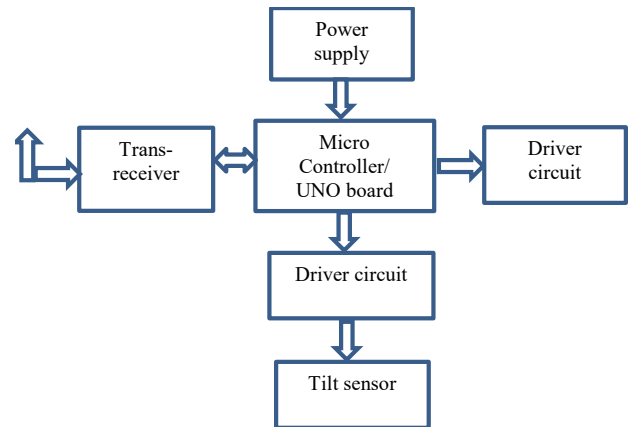 Power
supply
Trans-
receiver
Micro
Controller/
UNO board
Driver
circuit
Driver circuit
Tilt sensor